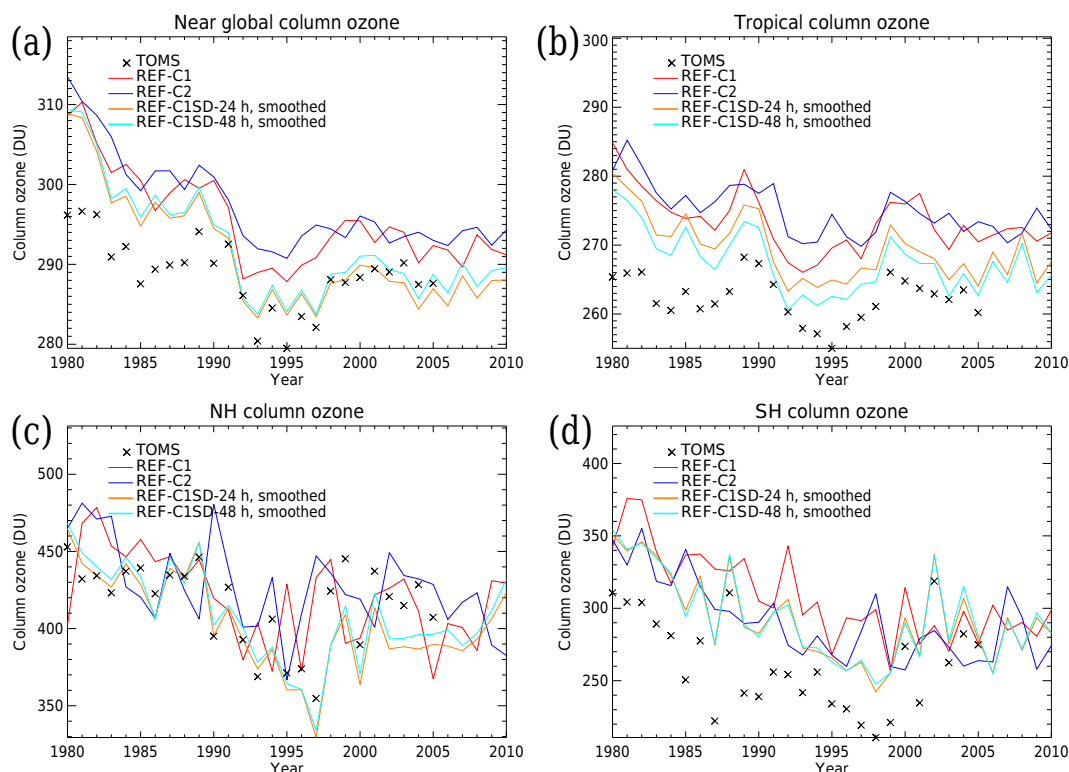 (a)
Near global column ozone
TOMS
REF-C1
REF-C2
REF-C1SD-24 h, smoothed
REF-C1SD-48 h, smoothed
Column ozone (DU)
310
300
290
280
1980 1985 1990 1995 2000 2005 2010
Year
(b)
Tropical column ozone
TOMS
REF-C1
REF-C2
REF-C1SD-24 h, smoothed
REF-C1SD-48 h, smoothed
Column ozone (DU)
300
290
280
270
260
1980 1985 1990 1995 2000 2005 2010
Year
(c)
NH column ozone
TOMS
REF-C1
REF-C2
REF-C1SD-24 h, smoothed
REF-C1SD-48 h, smoothed
Column ozone (DU)
500
450
400
350
1980 1985 1990 1995 2000 2005 2010
Year
(d)
SH column ozone
TOMS
REF-C1
REF-C2
REF-C1SD-24 h, smoothed
REF-C1SD-48 h, smoothed
Column ozone (DU)
400
350
300
250
1980 1985 1990 1995 2000 2005 2010
Year